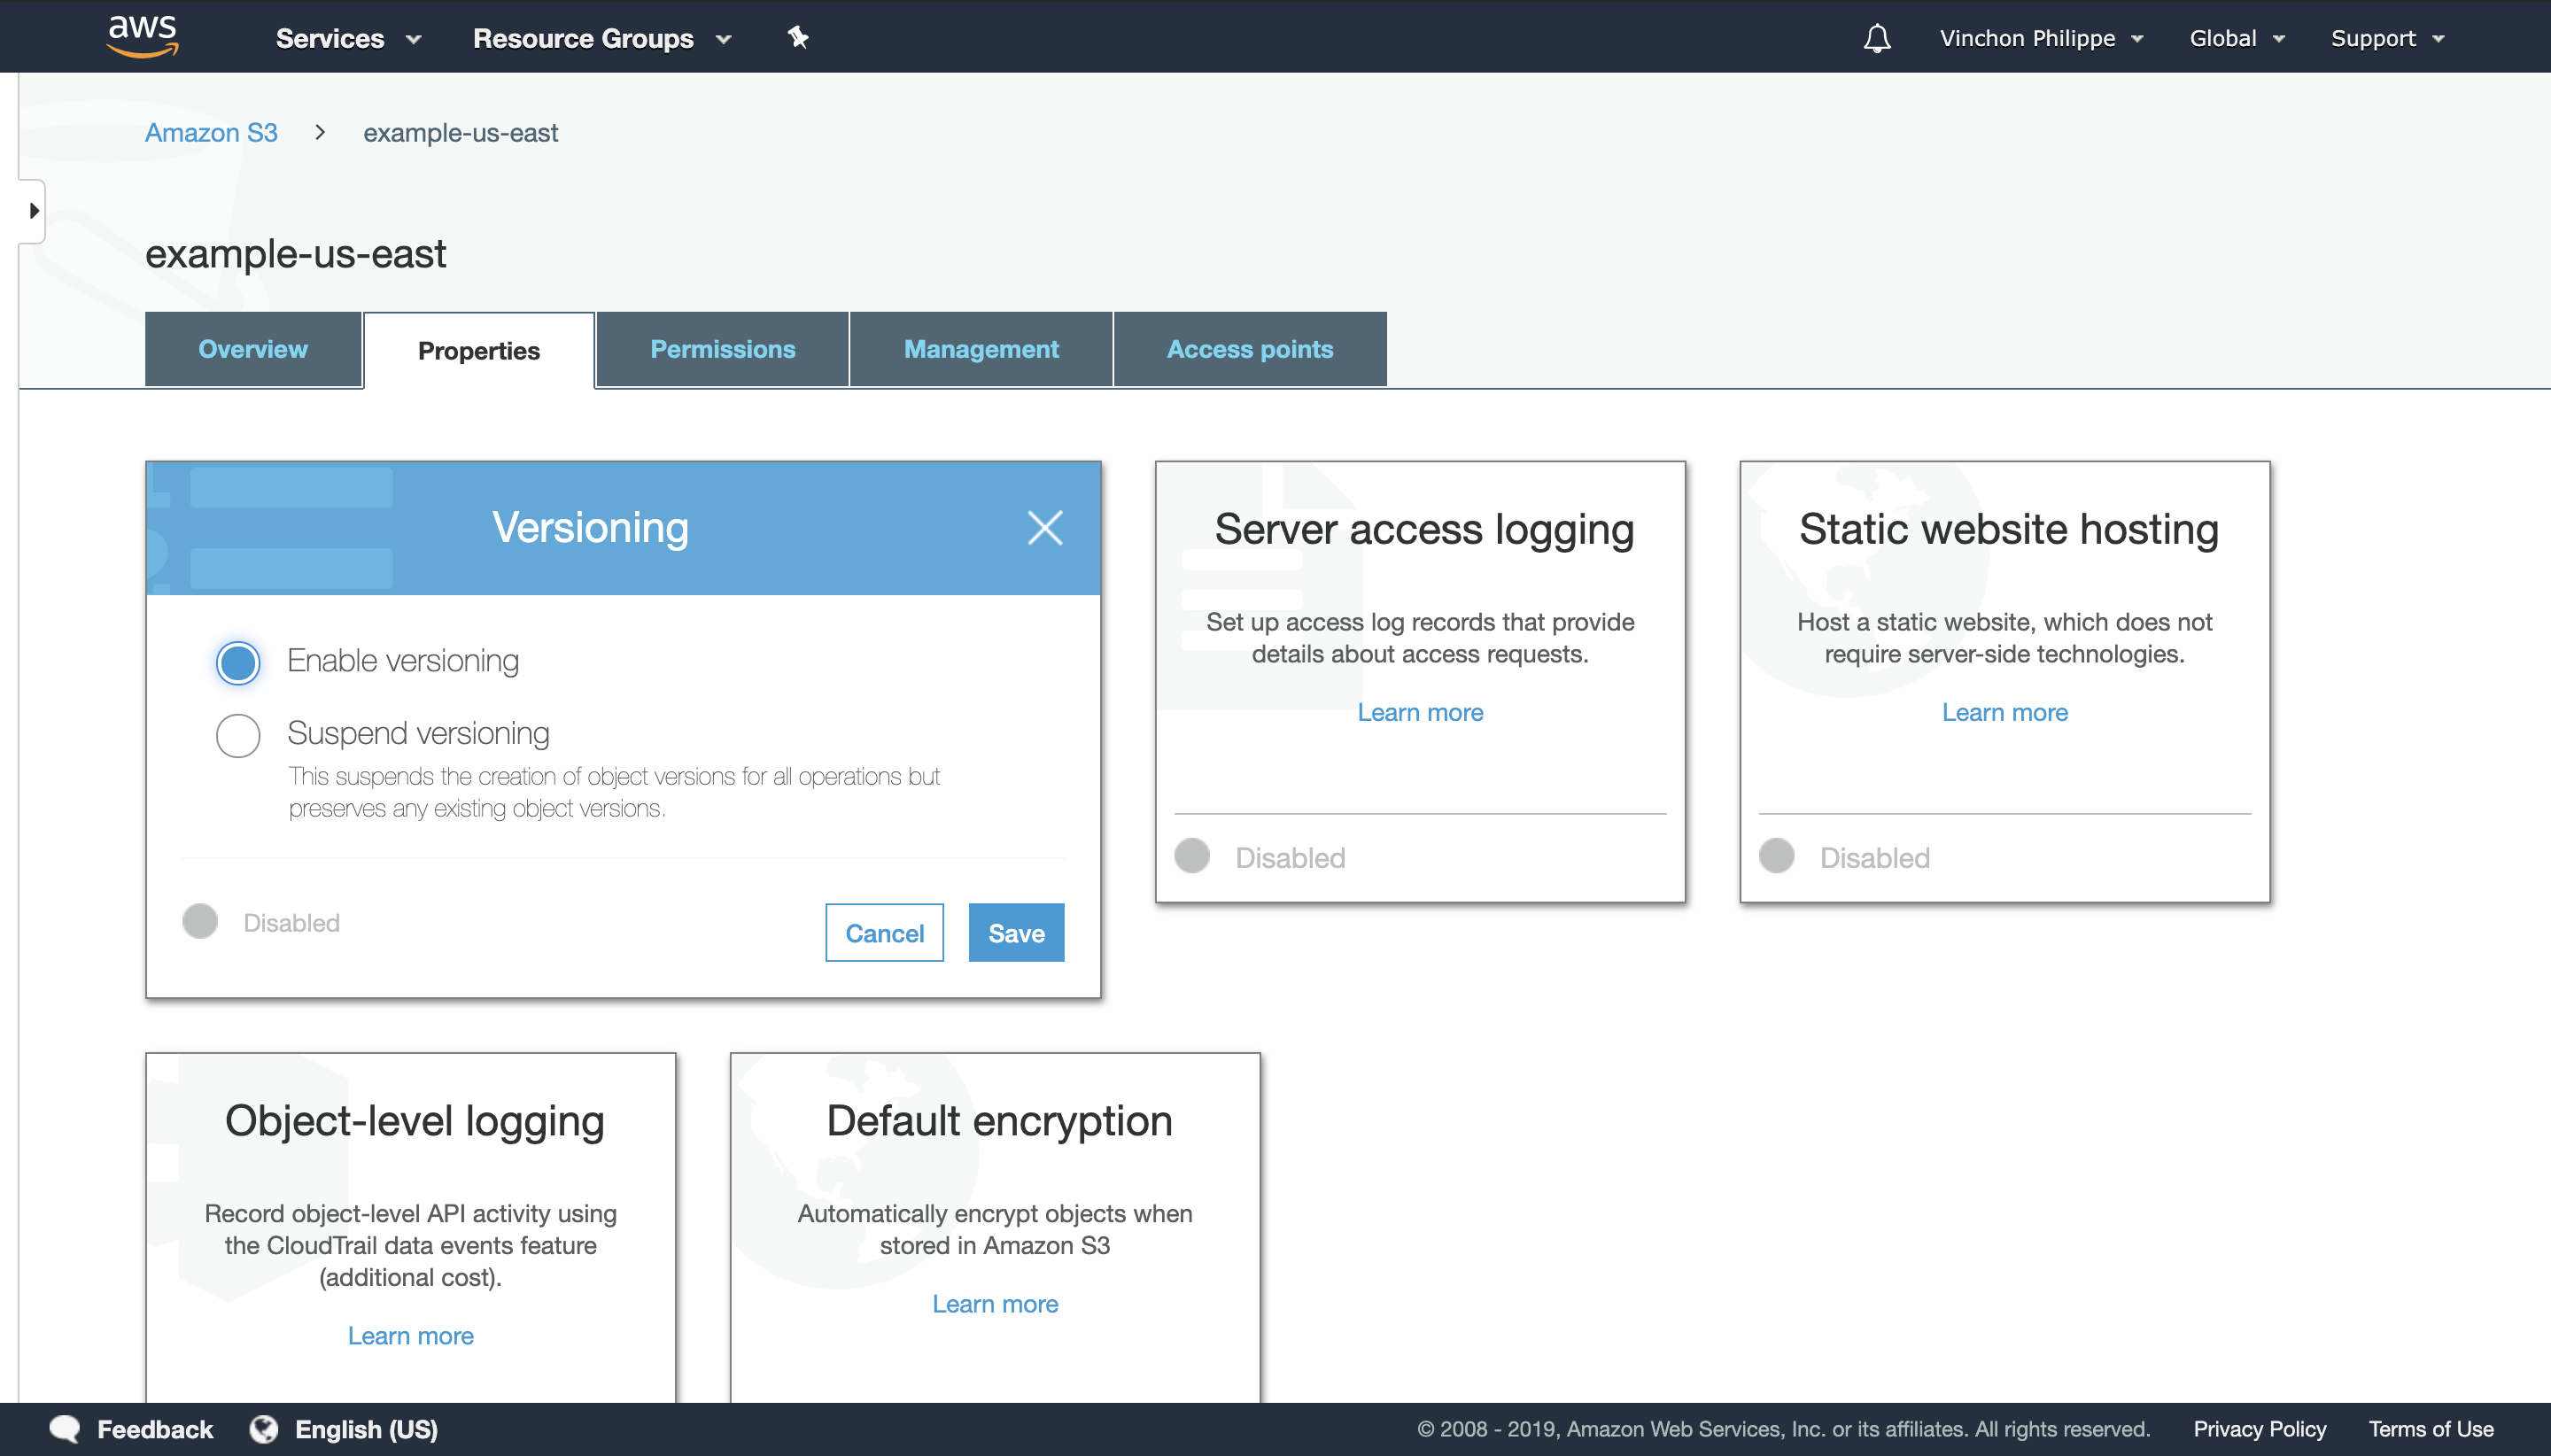 aws
Services
Resource Groups
Vinchon Philippe
Global
Support
Amazon S3 > example-us-east
example-us-east
Overview
Properties
Permissions
Management
Access points
Versioning
Enable versioning
Suspend versioning
This suspends the creation of object versions for all operations but
preserves any existing object versions.
Disabled
Cancel
Save
Server access logging
Set up access log records that provide
details about access requests.
Learn more
Disabled
Static website hosting
Host a static website, which does not
require server-side technologies.
Learn more
Disabled
Object-level logging
Record object-level API activity using
the CloudTrail data events feature
(additional cost).
Learn more
Default encryption
Automatically encrypt objects when
stored in Amazon S3
Learn more
Feedback
English (US)
© 2008 - 2019, Amazon Web Services, Inc. or its affiliates. All rights reserved.
Privacy Policy
Terms of Use